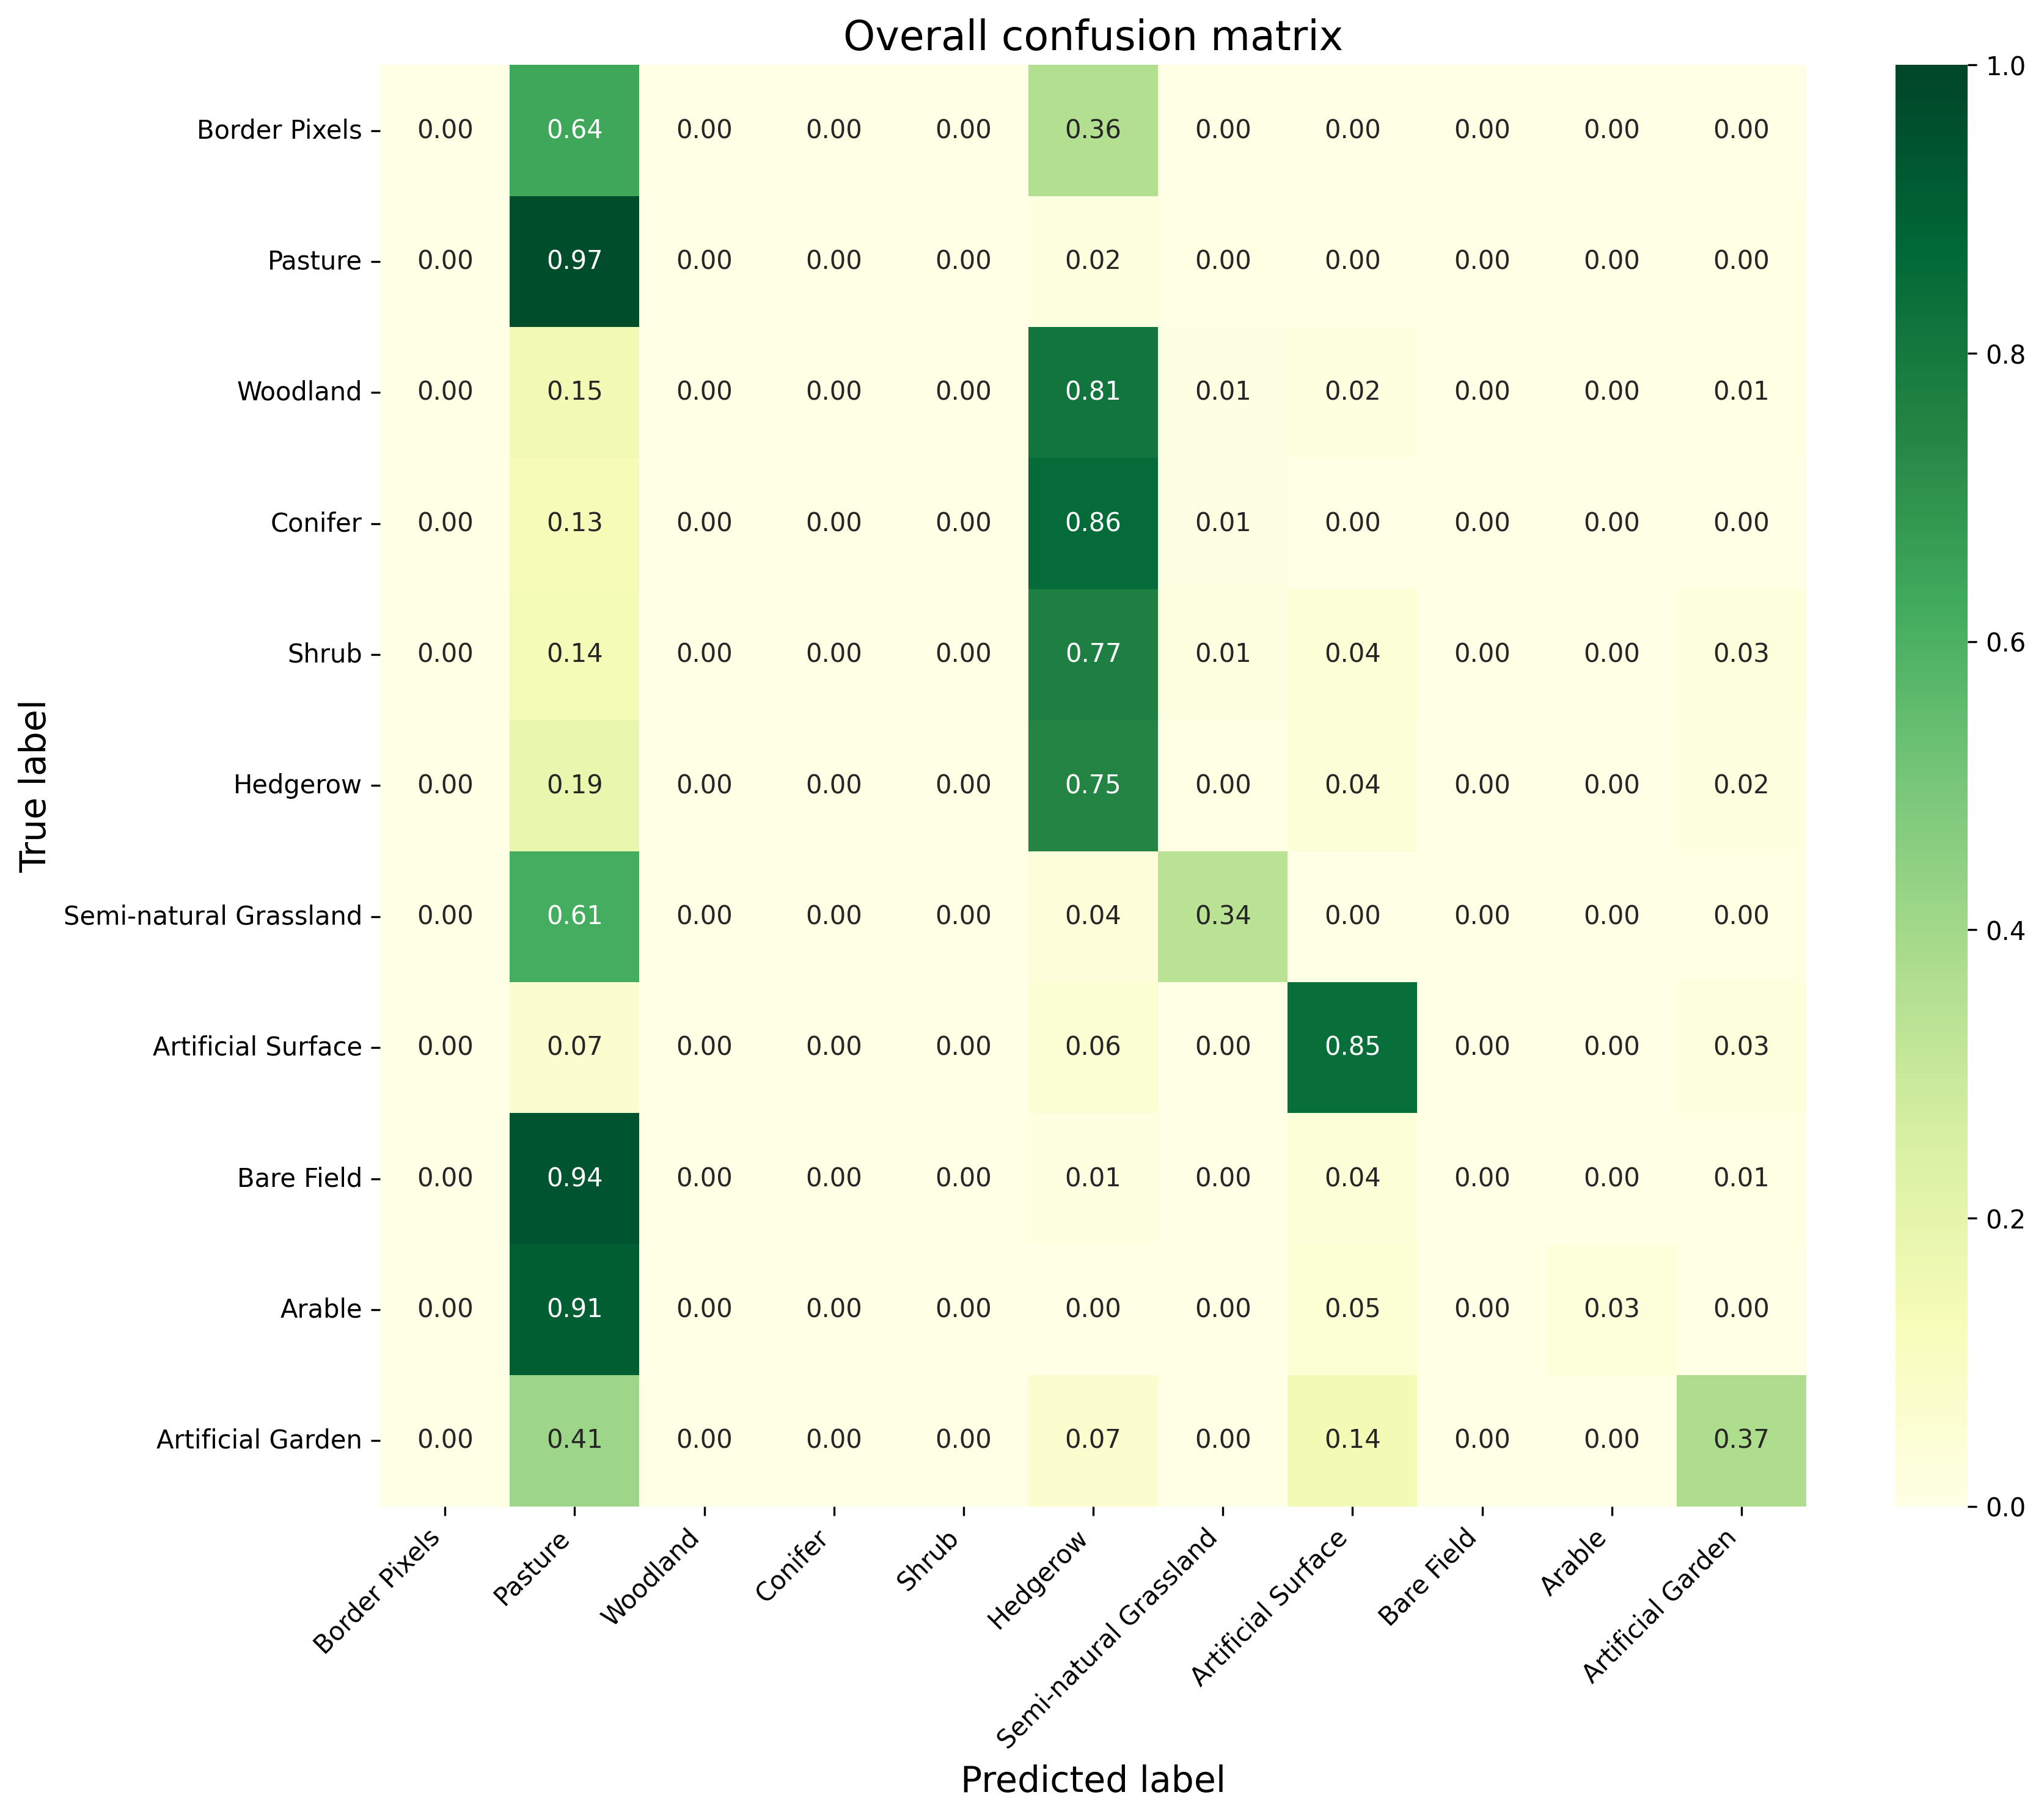 Overall confusion matrix
True label
Border Pixels 0.00 0.64 0.00 0.00 0.00 0.36 0.00 0.00 0.00 0.00 0.00
Pasture 0.00 0.97 0.00 0.00 0.00 0.02 0.00 0.00 0.00 0.00 0.00
Woodland 0.00 0.15 0.00 0.00 0.00 0.81 0.01 0.02 0.00 0.00 0.01
Conifer 0.00 0.13 0.00 0.00 0.00 0.86 0.01 0.00 0.00 0.00 0.00
Shrub 0.00 0.14 0.00 0.00 0.00 0.77 0.01 0.04 0.00 0.00 0.03
Hedgerow 0.00 0.19 0.00 0.00 0.00 0.75 0.00 0.04 0.00 0.00 0.02
Semi-natural Grassland 0.00 0.61 0.00 0.00 0.00 0.04 0.34 0.00 0.00 0.00 0.00
Artificial Surface 0.00 0.07 0.00 0.00 0.00 0.06 0.00 0.85 0.00 0.00 0.03
Bare Field 0.00 0.94 0.00 0.00 0.00 0.01 0.00 0.04 0.00 0.00 0.01
Arable 0.00 0.91 0.00 0.00 0.00 0.00 0.00 0.05 0.00 0.03 0.00
Artificial Garden 0.00 0.41 0.00 0.00 0.00 0.07 0.00 0.14 0.00 0.00 0.37
Border Pixels
Pasture
Woodland
Conifer
Shrub
Hedgerow
Semi-natural Grassland
Artificial Surface
Bare Field
Arable
Artificial Garden
Predicted label
1.0
0.8
0.6
0.4
0.2
0.0